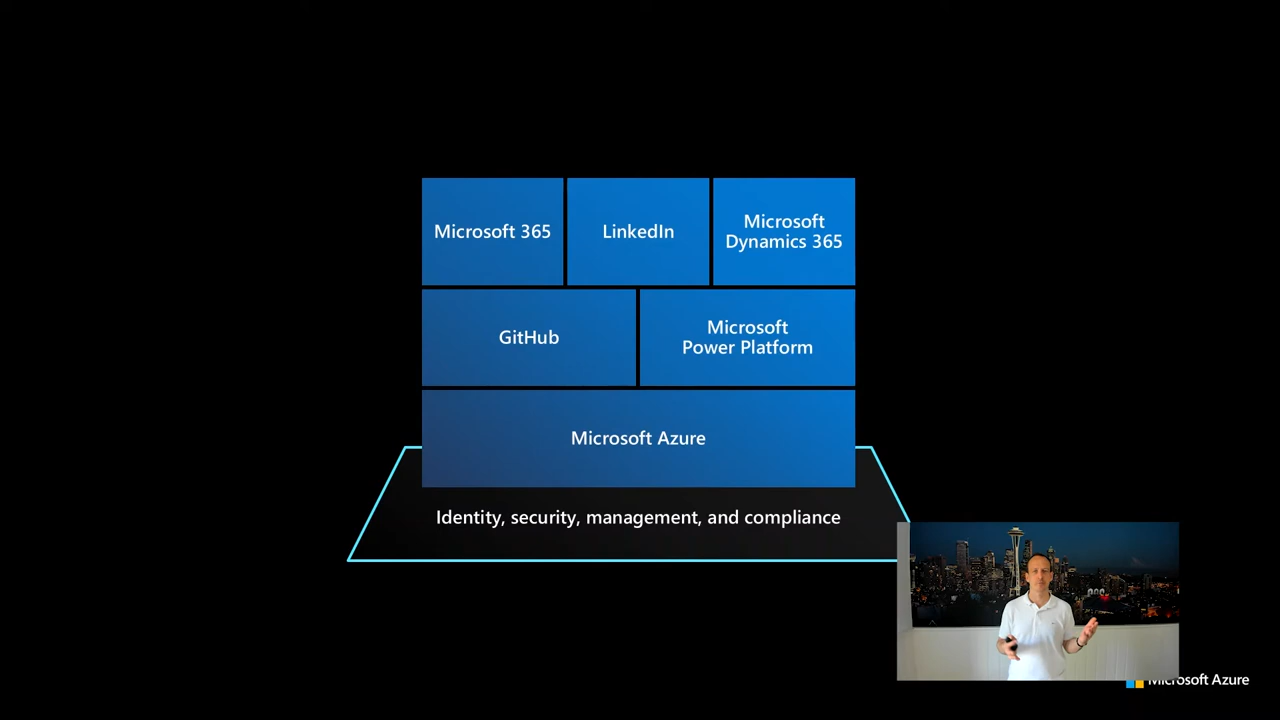 Microsoft 365
LinkedIn
Microsoft
Dynamics 365
GitHub
Microsoft
Power Platform
Microsoft Azure
Identity, security, management, and compliance
Microsoft Azure